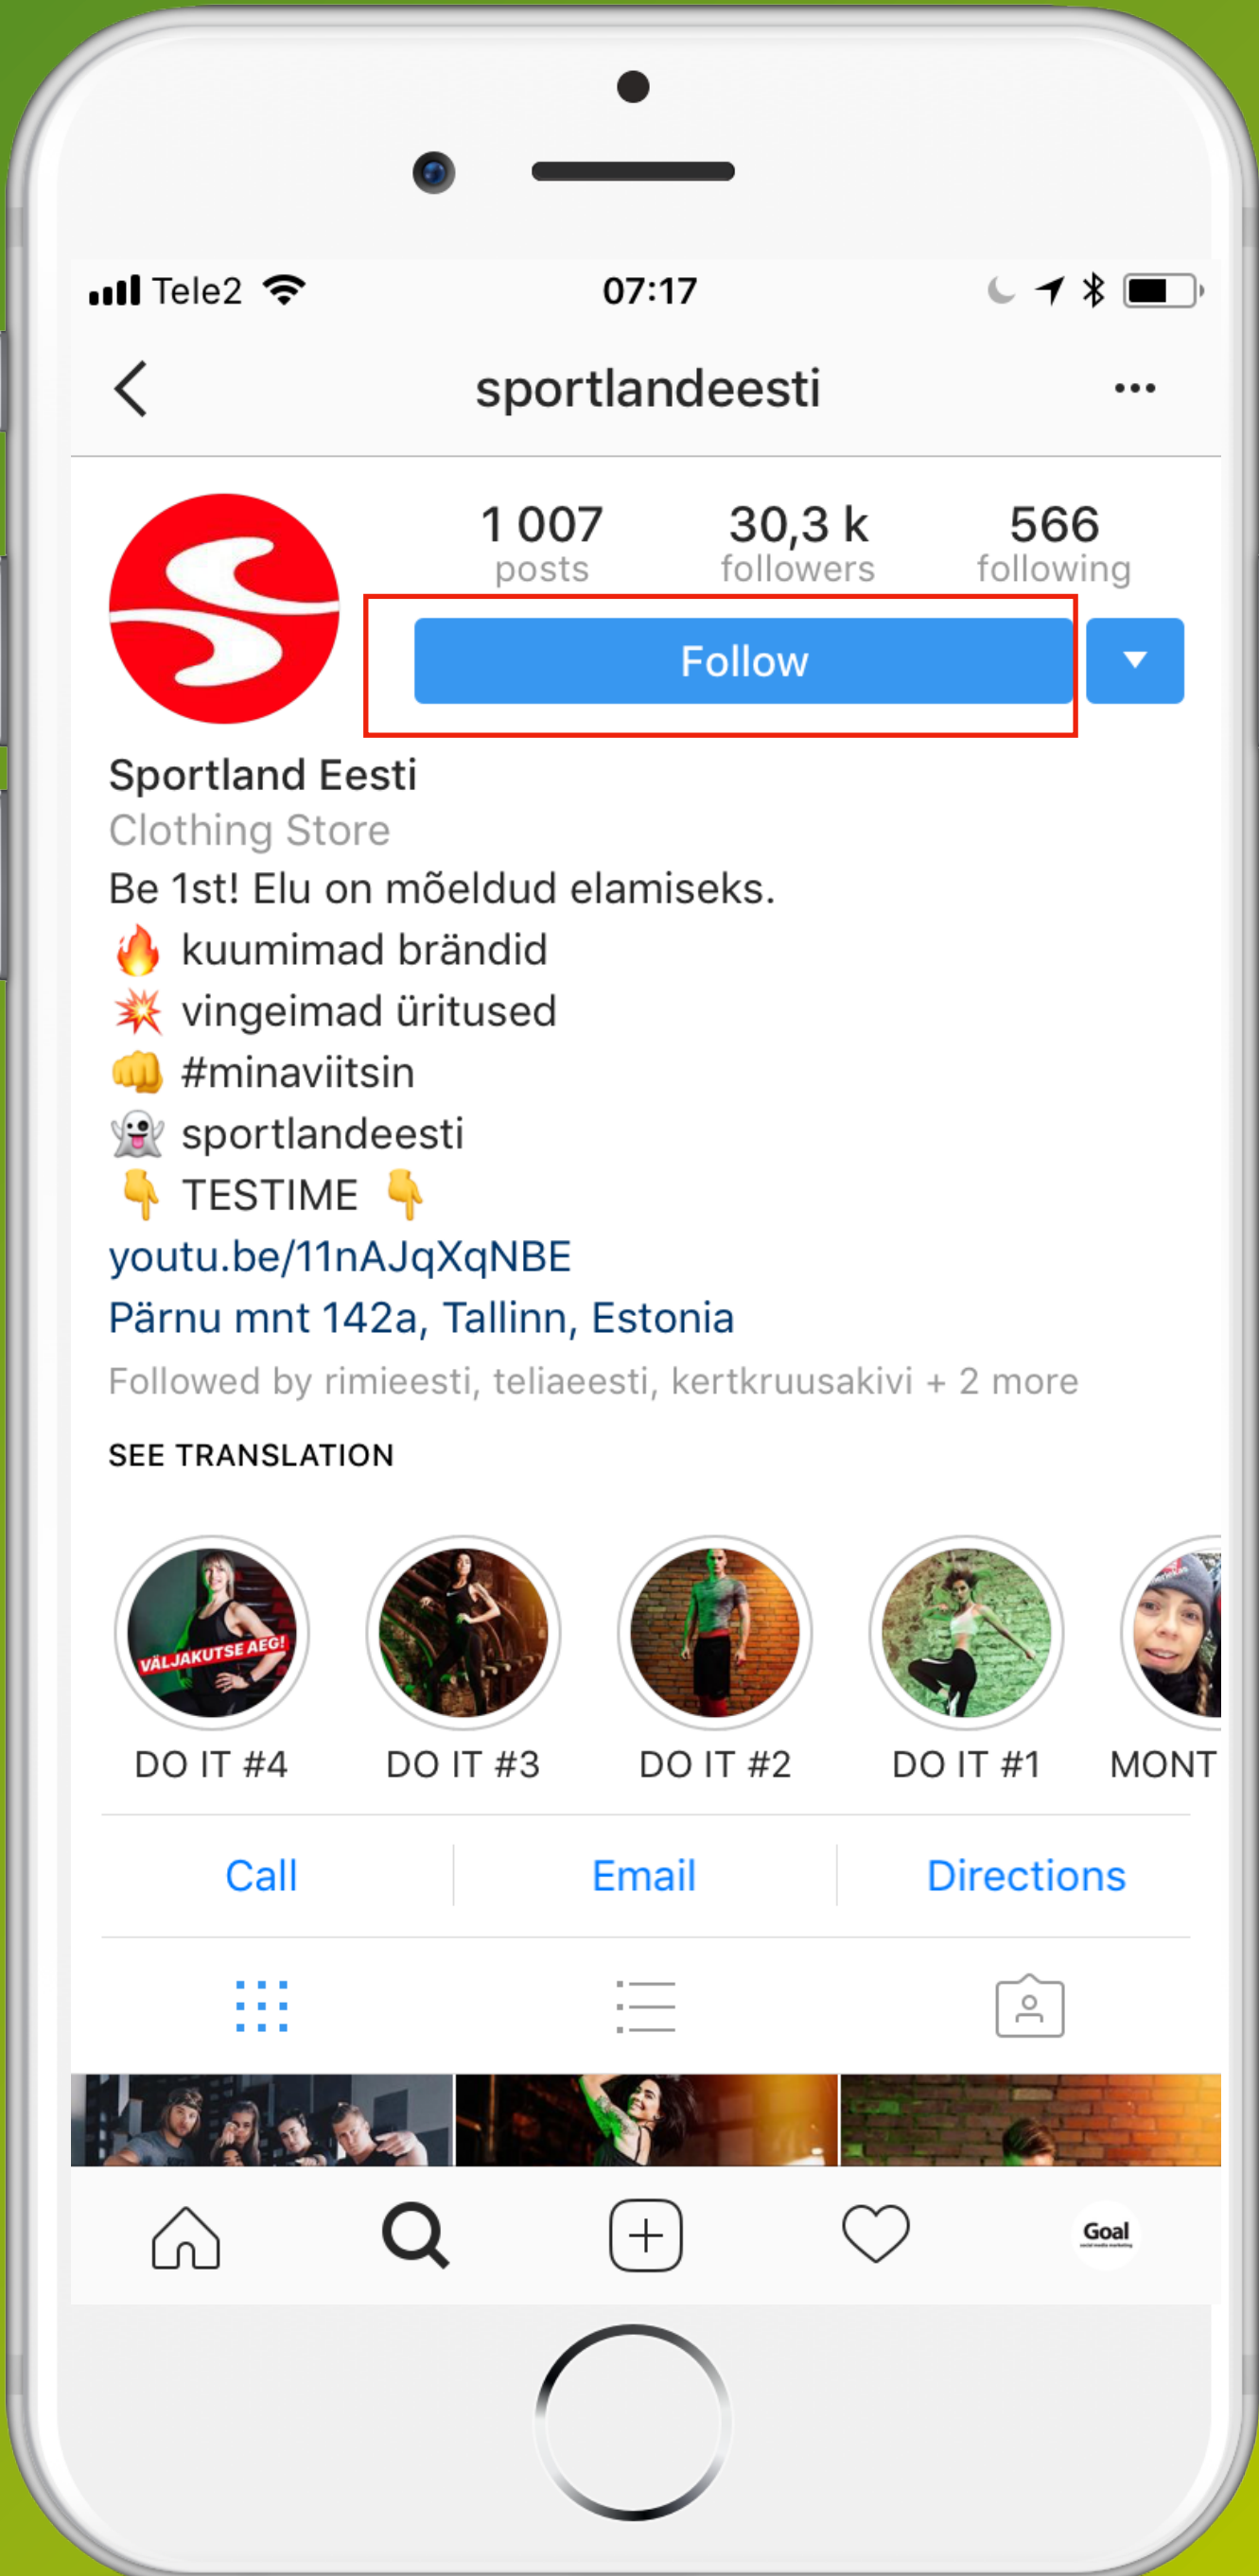 Tele2 07:17
sportlandeesti
1 007 30,3 k 566
posts followers following
Follow
Sportland Eesti
Clothing Store
Be 1st! Elu on mõeldud elamiseks.
🔥 kuumimad brändid
💥 vingeimad üritused
👊 #minaviitsin
👻 sportlandeesti
👇 TESTIME 👇
youtu.be/11nAJqXqNBE
Pärnu mnt 142a, Tallinn, Estonia
Followed by rimieesti, teliaeesti, kertkruusakivi + 2 more
SEE TRANSLATION
VÄLJAKUTSE AEG!
DO IT #4 DO IT #3 DO IT #2 DO IT #1 MONT
Call Email Directions
Goal
social media marketing